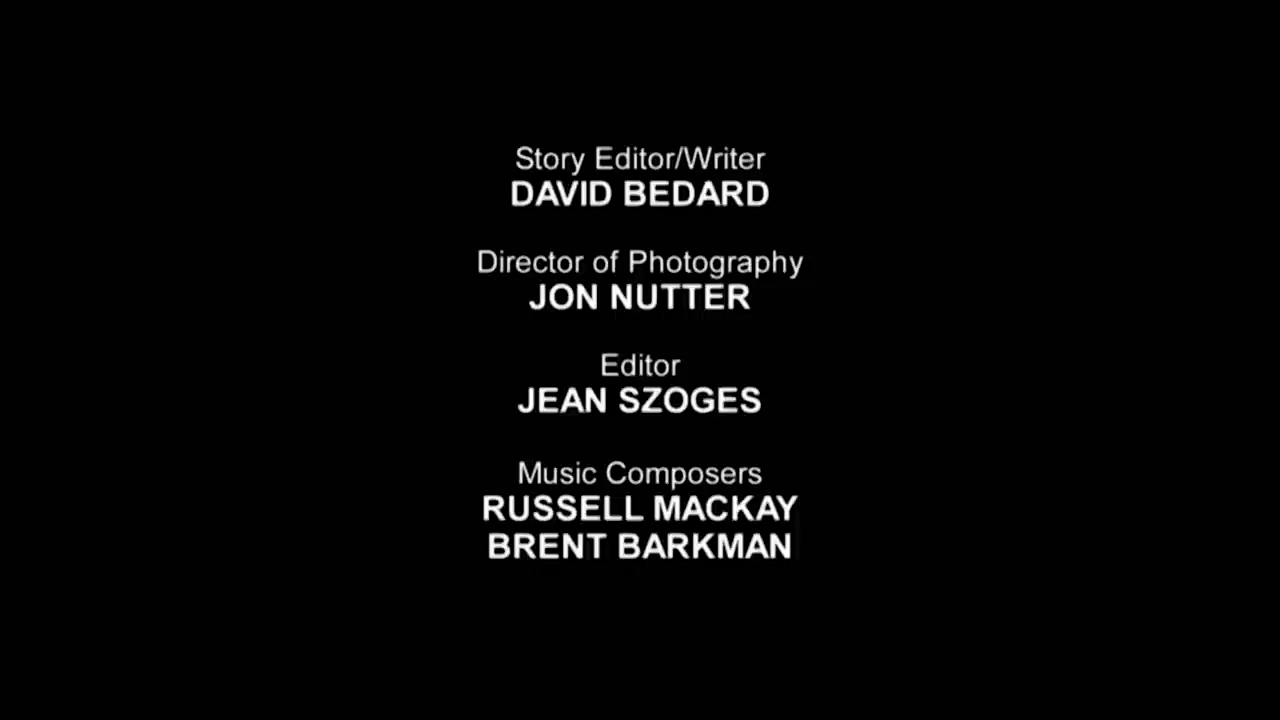 Story Editor/Writer
DAVID BEDARD
Director of Photography
JON NUTTER
Editor
JEAN SZOGES
Music Composers
RUSSELL MACKAY
BRENT BARKMAN